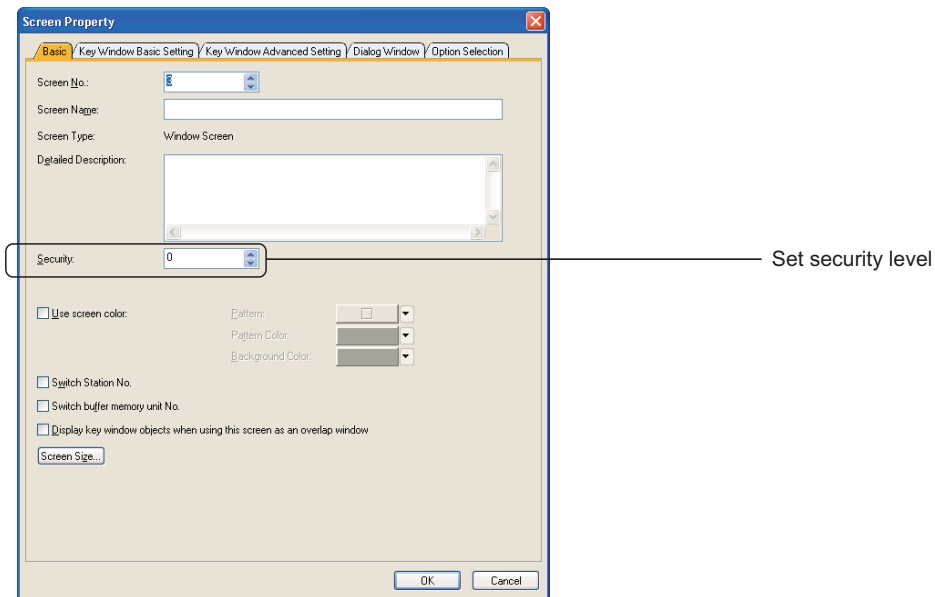 Screen Property
Basic Key Window Basic Setting Key Window Advanced Setting Dialog Window Option Selection
Screen No.:
Screen Name:
Screen Type: Window Screen
Detailed Description:
Security: 0
Set security level
Use screen color: Pattern:
Pattern Color:
Background Color:
Switch Station No.
Switch buffer memory unit No.
Display key window objects when using this screen as an overlap window
Screen Size...
OK Cancel